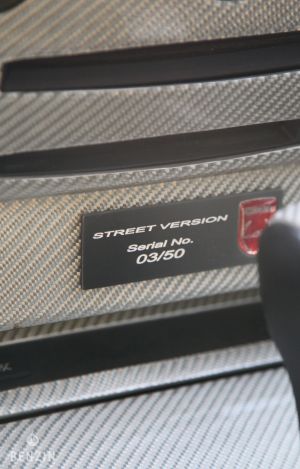 STREET VERSION
Serial No.
03/50
BENZIN